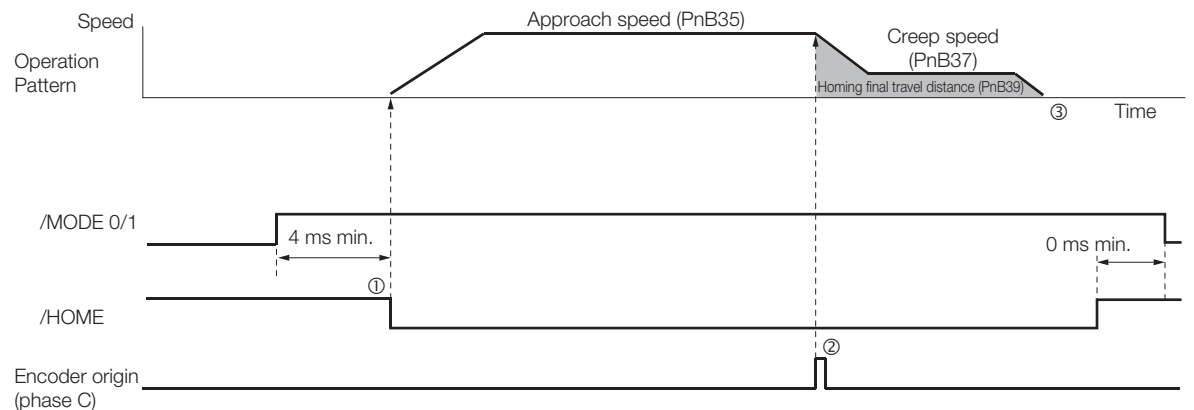 Speed
Approach speed (PnB35)
Creep speed
(PnB37)
Operation
Pattern
Homing final travel distance (PnB39)
③
Time
/MODE 0/1
4 ms min.
0 ms min.
①
/HOME
②
Encoder origin
(phase C)